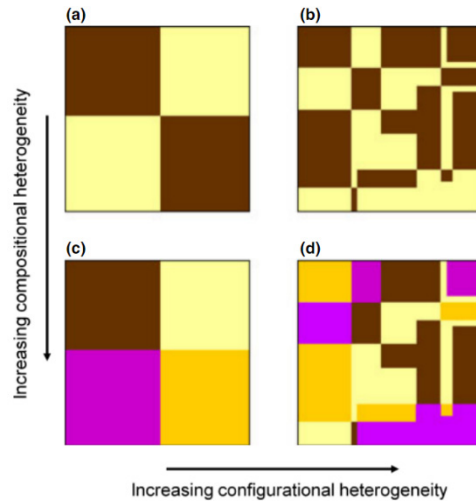 (a)
(b)
Increasing compositional heterogeneity
(c)
(d)
Increasing configurational heterogeneity